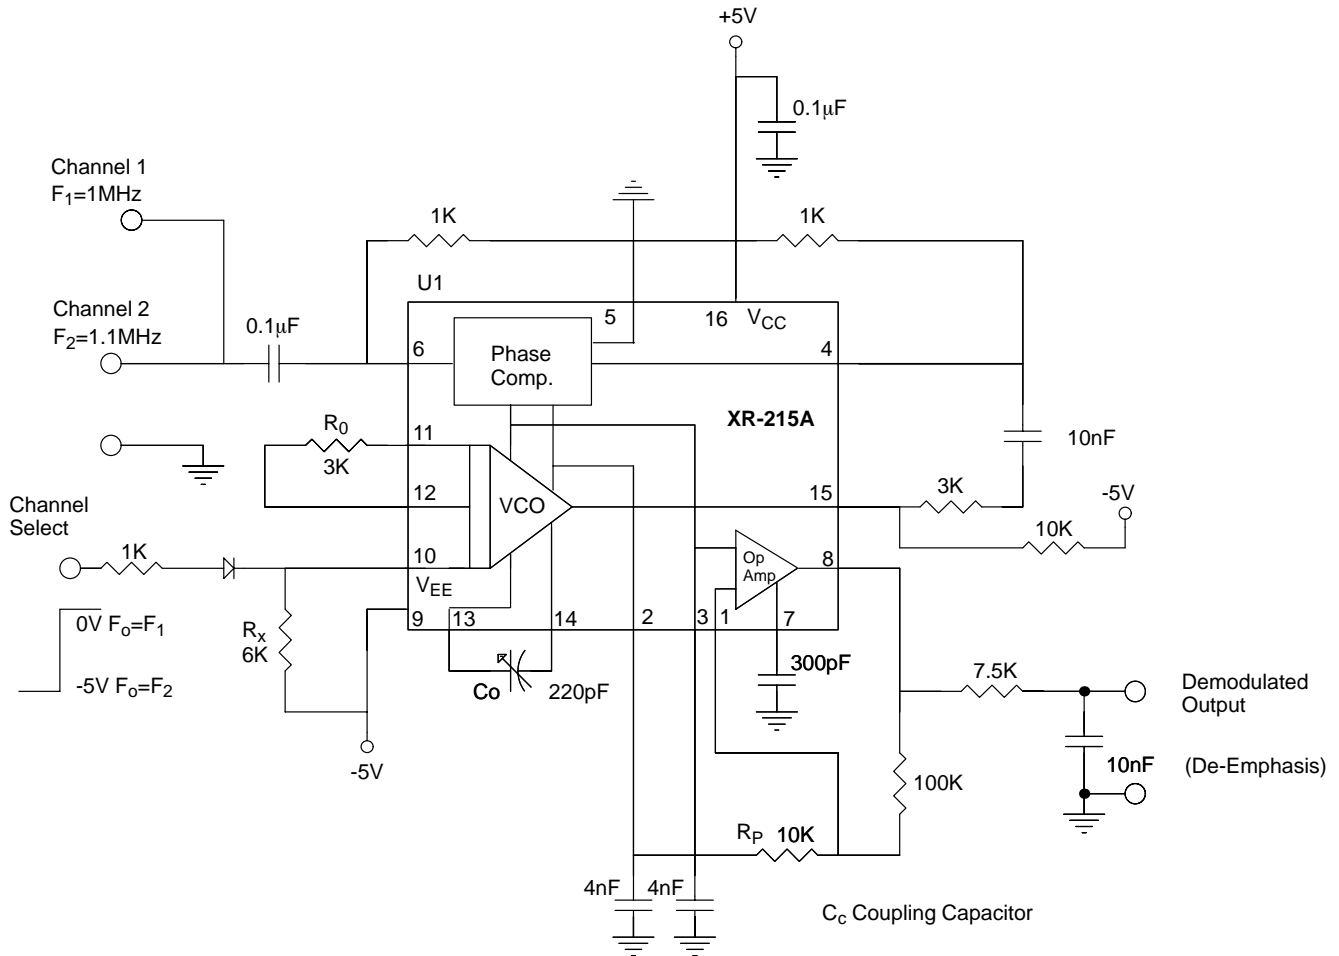 +5V
0.1µF
Channel 1
F1=1MHz
1K
1K
U1
Channel 2
F2=1.1MHz
0.1µF
5
16
VCC
6
Phase
Comp.
4
XR-215A
R0
3K
11
10nF
12
VCO
15
3K
-5V
Channel
Select
1K
10K
10
VEE
Op
Amp
8
9
13
14
2
3
1
7
0V Fo=F1
-5V Fo=F2
Rx
6K
Co
220pF
300pF
7.5K
Demodulated
Output
-5V
10nF
(De-Emphasis)
100K
RP
10K
4nF
4nF
Cc Coupling Capacitor